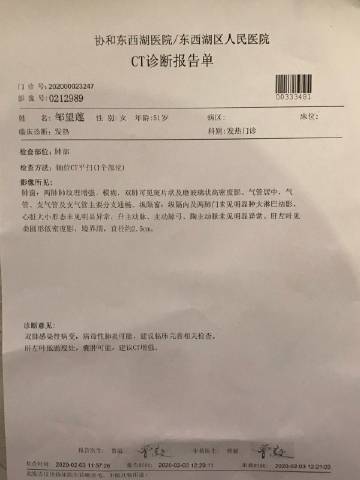 协和东西湖医院/东西湖区人民医院
CT诊断报告单
门 诊 号: 202000023247
影 像 号: 0212989
00333481
姓 名: 邹望莲 性 别: 女 年龄: 51岁 病区: 床位:
临床诊断: 发热 科别: 发热门诊
检查部位: 肺部
检查方法: 轴位CT平扫(1个部位)
影像所见:
肺窗: 两肺肺纹理增强、模糊, 双肺可见斑片状及磨玻璃状高密度影, 气管居中, 气
管、支气管及支气管主要分支通畅。纵隔窗: 纵隔内及两肺门未见明显肿大淋巴结影,
心脏大小形态未见明显异常, 升主动脉、主动脉弓、胸主动脉未见明显异常。肝左叶见
类圆形低密度影, 境界清, 直径约2.5cm。
诊断意见:
双肺感染性病变, 病毒性肺炎可能, 建议临床完善相关检查。
肝左叶低密度灶, 囊肿可能, 建议CT增强。
报告医生: 审核医生:
检查时间: 2020-02-03 11:57:26 报告时间: 2020-02-03 12:20:11 审核时间: 2020-02-03 12:21:03